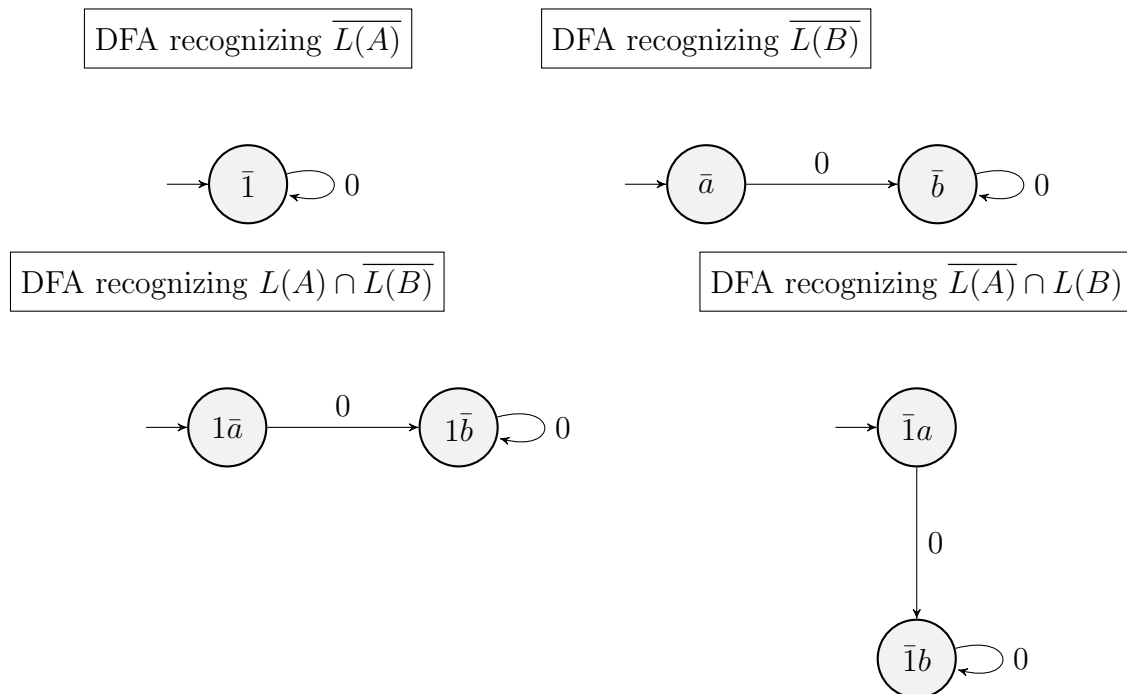 DFA recognizing $\overline{L(A)}$
DFA recognizing $\overline{L(B)}$
$\bar{1}$ 0
$\bar{a}$ 0 $\bar{b}$ 0
DFA recognizing $L(A) \cap \overline{L(B)}$
DFA recognizing $\overline{L(A)} \cap L(B)$
$1\bar{a}$ 0 $1\bar{b}$ 0
$\bar{1}a$
0
$\bar{1}b$ 0